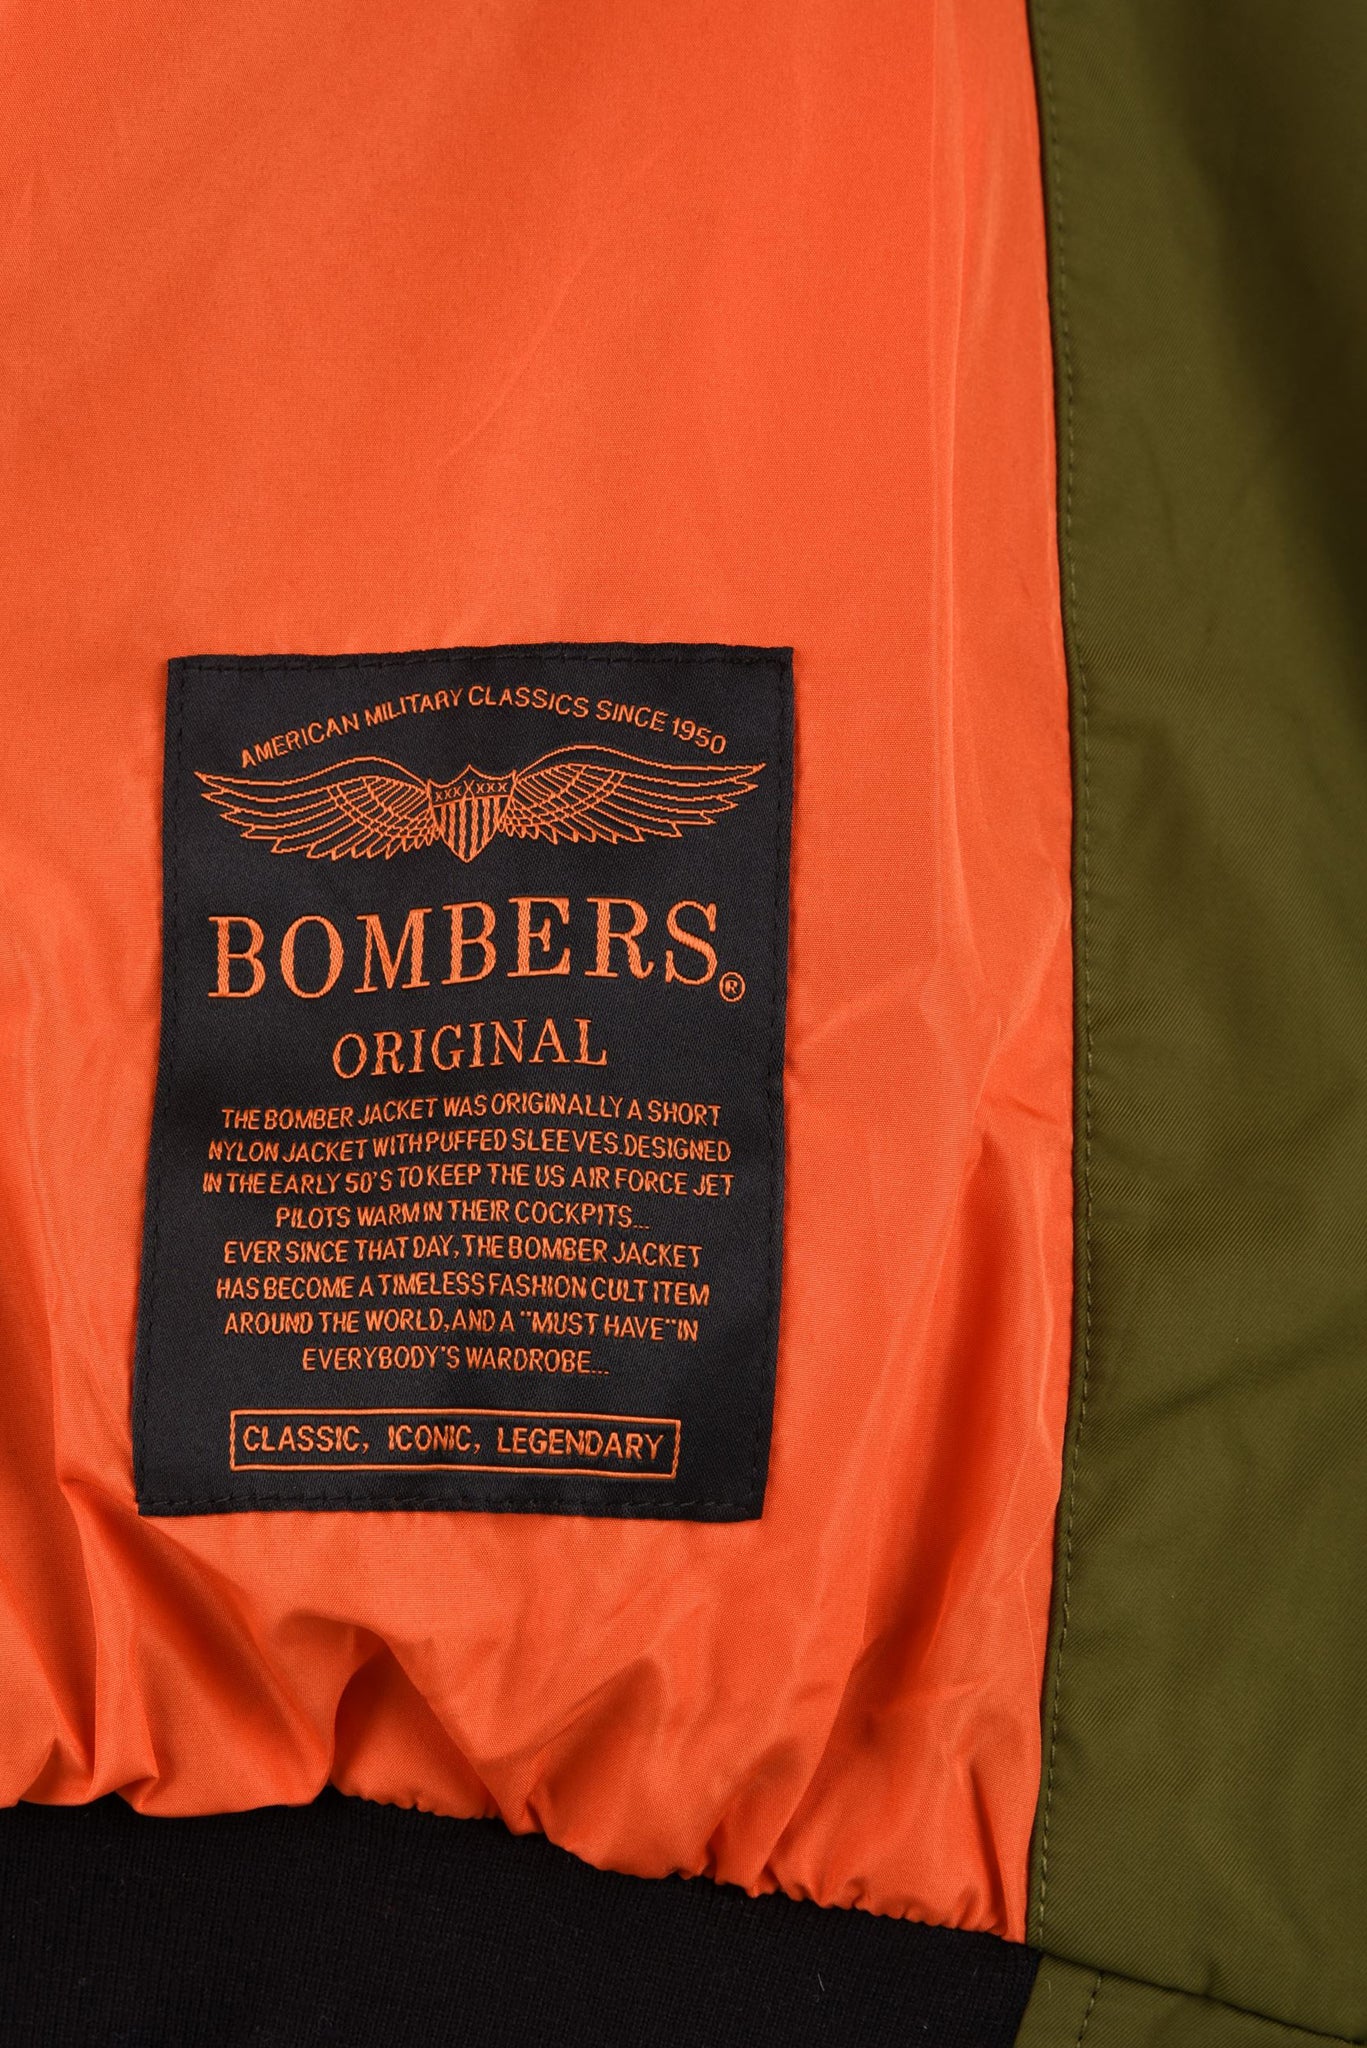 AMERICAN MILITARY CLASSICS SINCE 1950
XXXXXXX
BOMBERS®
ORIGINAL
THE BOMBER JACKET WAS ORIGINALLY A SHORT
NYLON JACKET WITH PUFFED SLEEVES.DESIGNED
IN THE EARLY 50'S TO KEEP THE US AIR FORCE JET
PILOTS WARM IN THEIR COCKPITS...
EVER SINCE THAT DAY, THE BOMBER JACKET
HAS BECOME A TIMELESS FASHION CULT ITEM
AROUND THE WORLD,AND A "MUST HAVE" IN
EVERYBODY'S WARDROBE...
CLASSIC, ICONIC, LEGENDARY